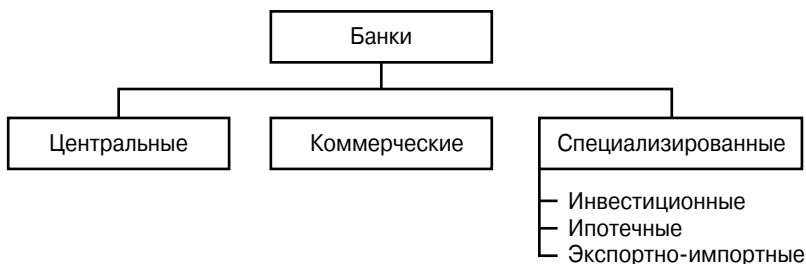 Банки
Центральные
Коммерческие
Специализированные
Инвестиционные
Ипотечные
Экспортно-импортные